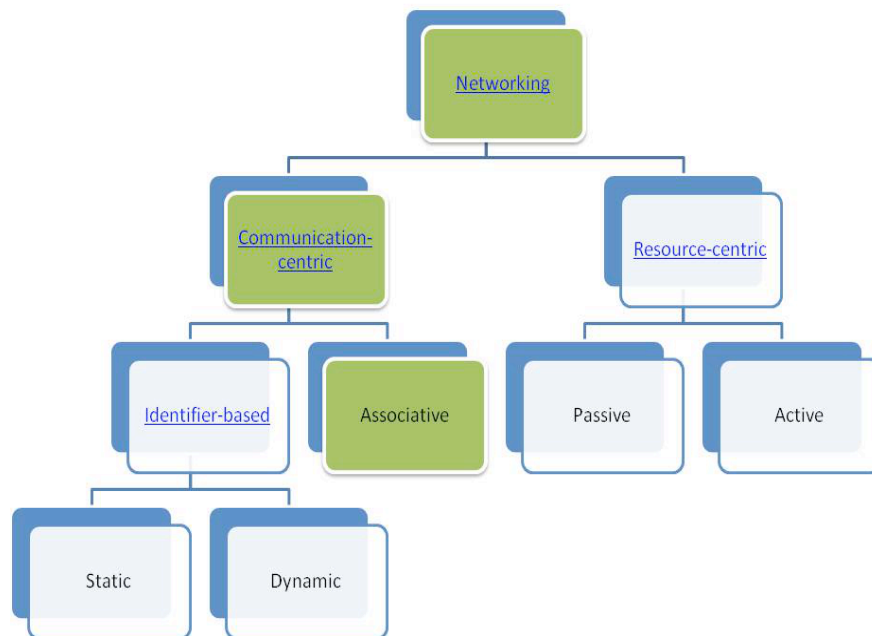 Networking
Communication-
centric
Resource-centric
Identifier-based
Associative
Passive
Active
Static
Dynamic